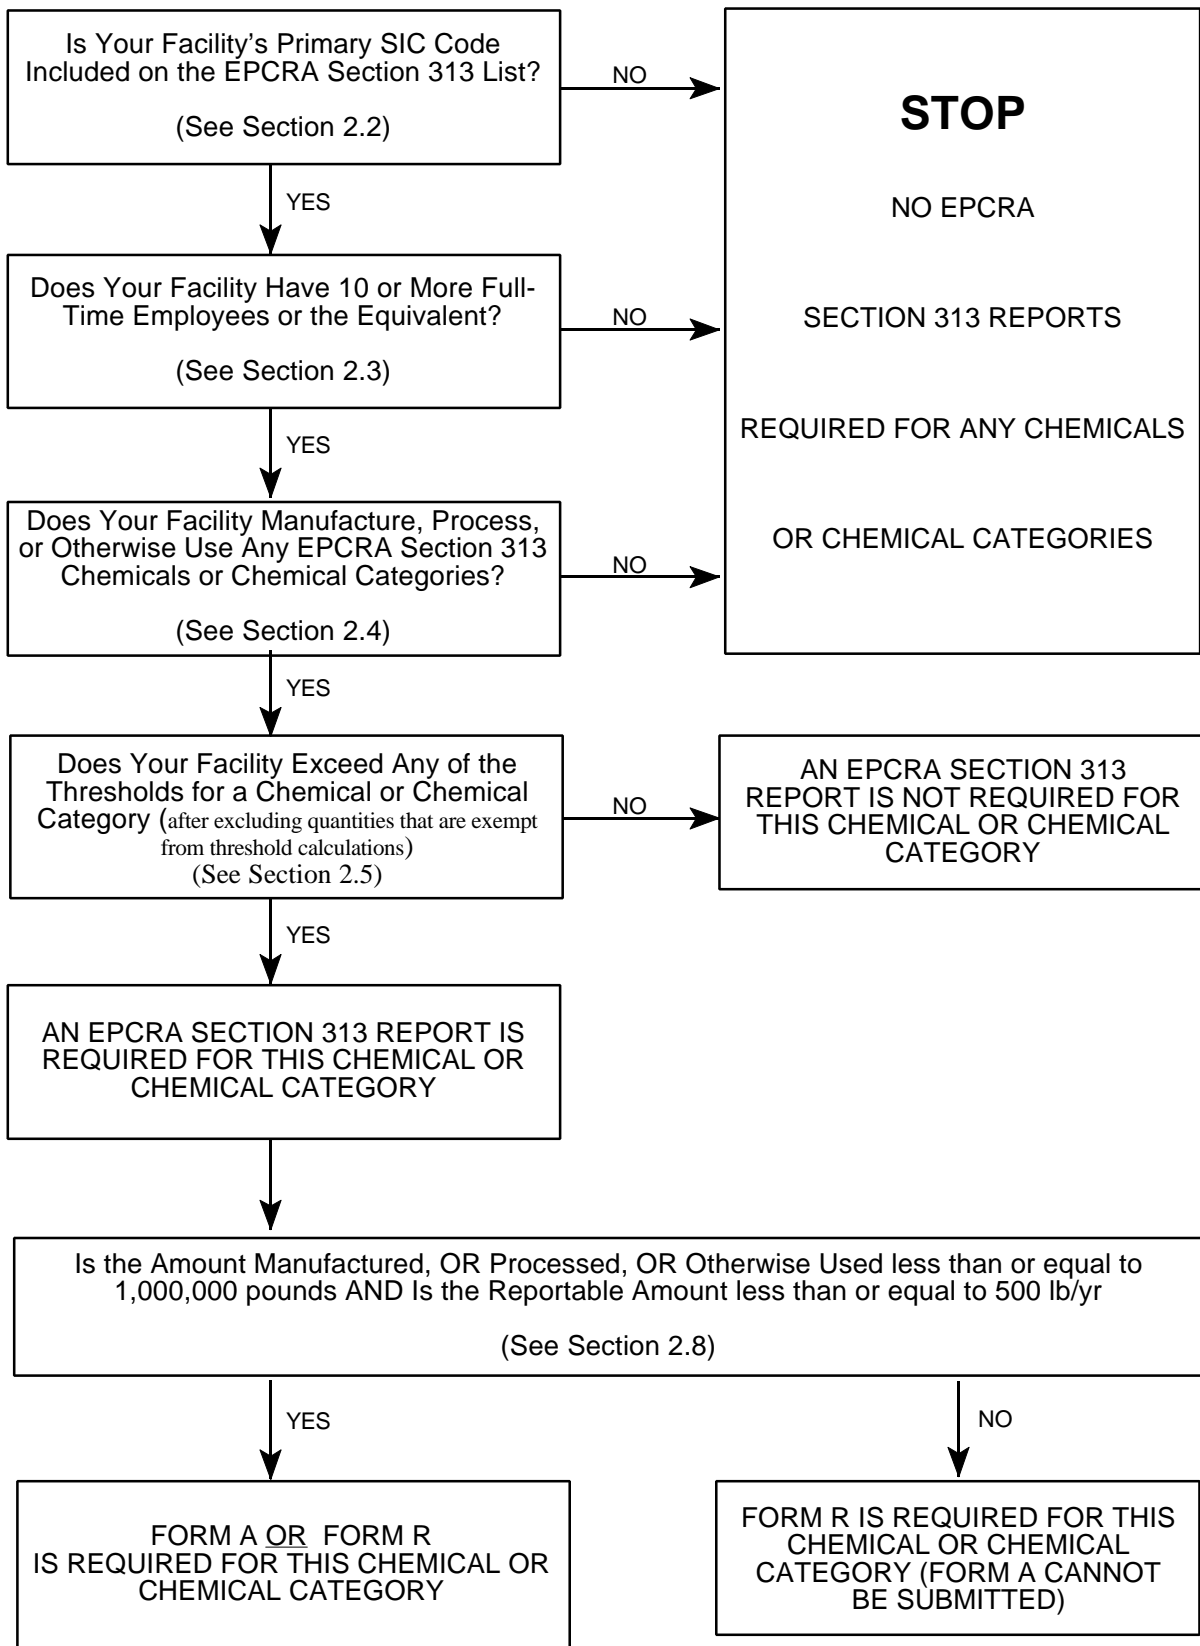 Is Your Facility's Primary SIC Code
Included on the EPCRA Section 313 List?
(See Section 2.2)
NO
STOP
NO EPCRA
SECTION 313 REPORTS
REQUIRED FOR ANY CHEMICALS
OR CHEMICAL CATEGORIES
YES
Does Your Facility Have 10 or More Full-
Time Employees or the Equivalent?
(See Section 2.3)
NO
YES
Does Your Facility Manufacture, Process,
or Otherwise Use Any EPCRA Section 313
Chemicals or Chemical Categories?
(See Section 2.4)
NO
YES
Does Your Facility Exceed Any of the
Thresholds for a Chemical or Chemical
Category (after excluding quantities that are exempt
from threshold calculations)
(See Section 2.5)
NO
AN EPCRA SECTION 313
REPORT IS NOT REQUIRED FOR
THIS CHEMICAL OR CHEMICAL
CATEGORY
YES
AN EPCRA SECTION 313 REPORT IS
REQUIRED FOR THIS CHEMICAL OR
CHEMICAL CATEGORY
Is the Amount Manufactured, OR Processed, OR Otherwise Used less than or equal to
1,000,000 pounds AND Is the Reportable Amount less than or equal to 500 lb/yr
(See Section 2.8)
YES
NO
FORM A OR FORM R
IS REQUIRED FOR THIS CHEMICAL OR
CHEMICAL CATEGORY
FORM R IS REQUIRED FOR THIS
CHEMICAL OR CHEMICAL
CATEGORY (FORM A CANNOT
BE SUBMITTED)